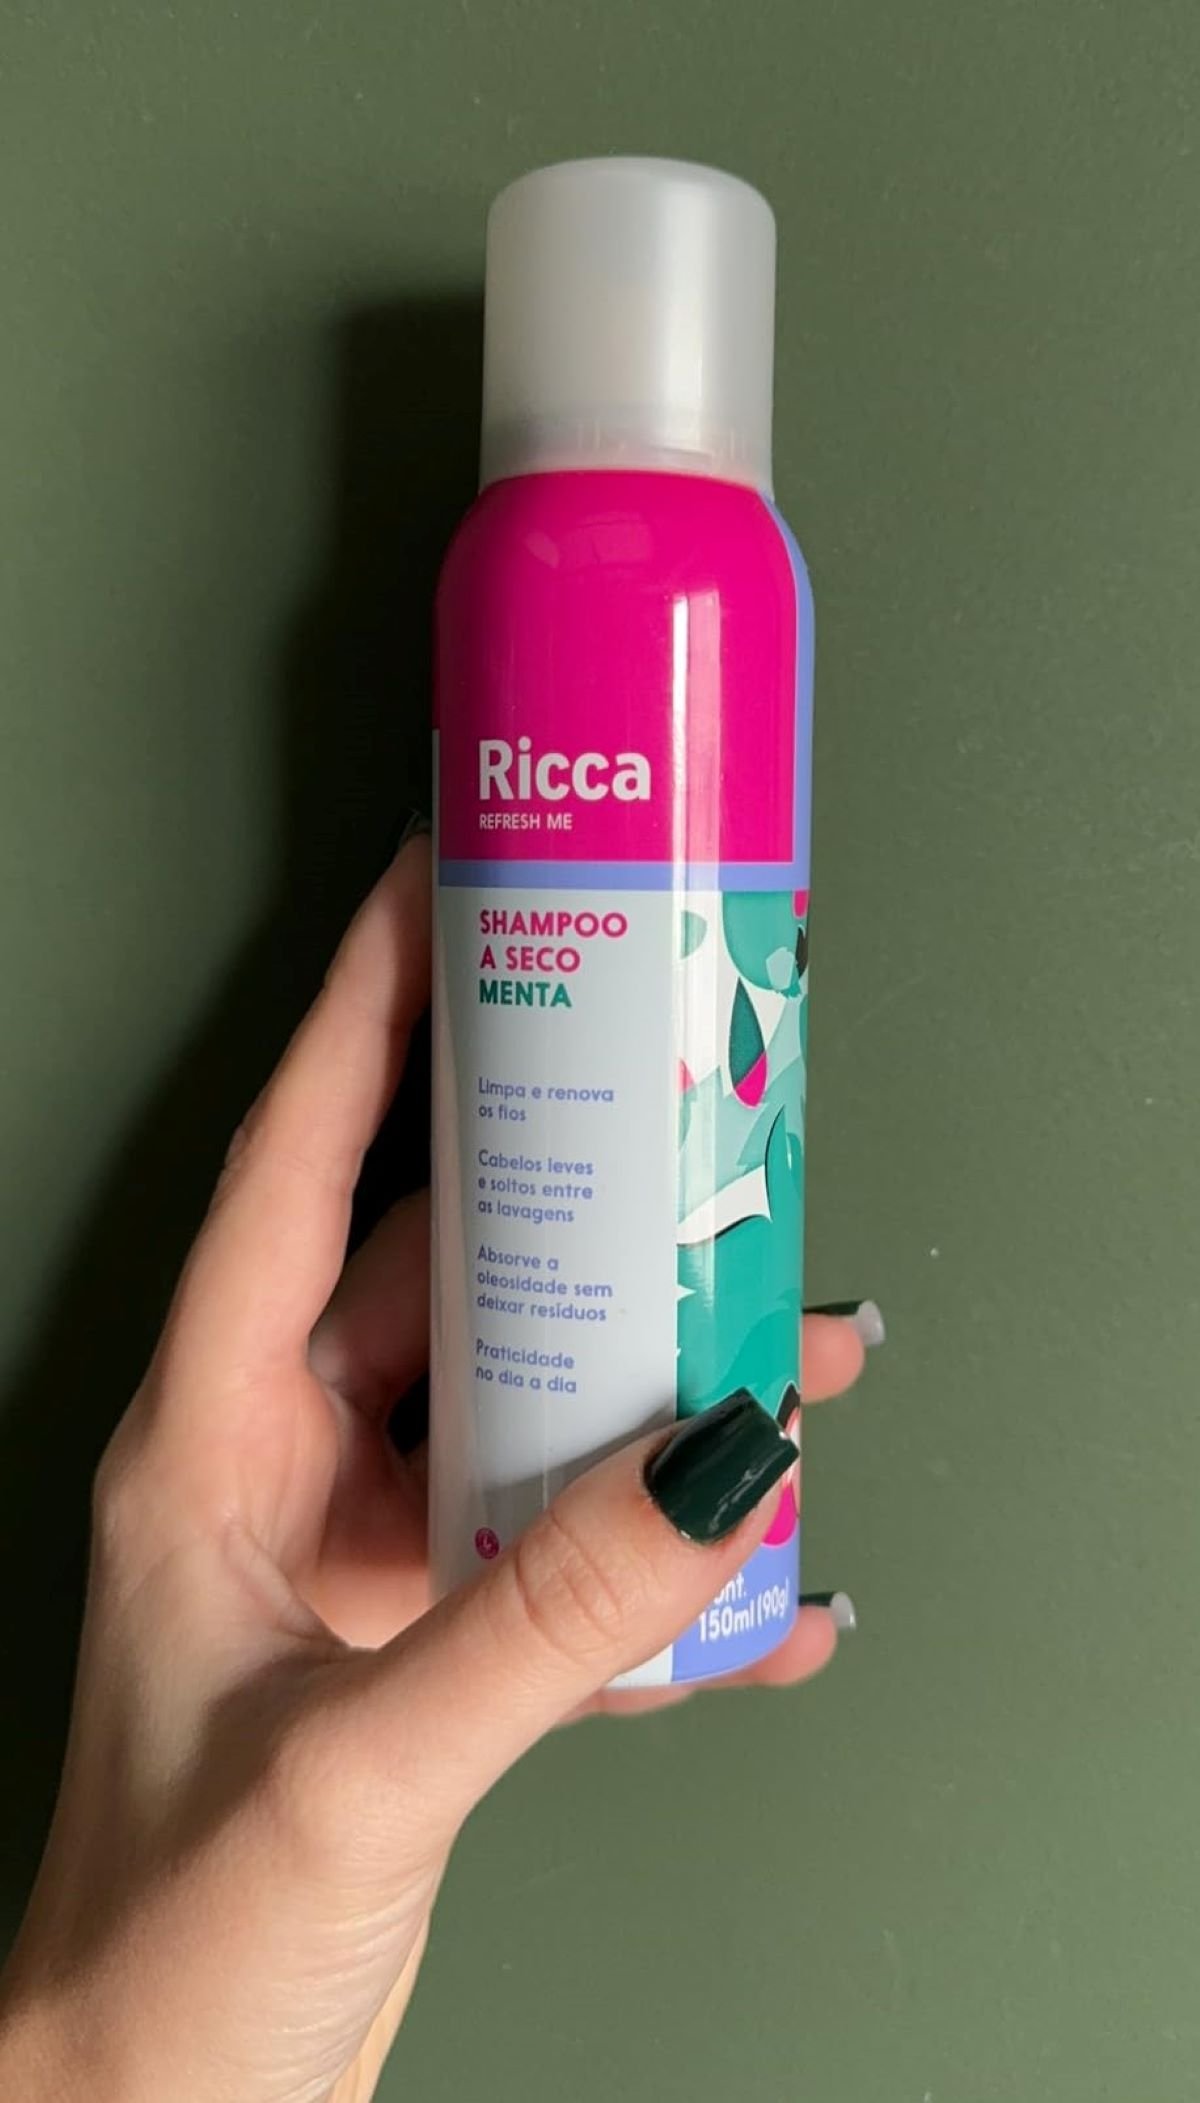 Ricca
REFRESH ME
SHAMPOO
A SECO
MENTA
Limpa e renova
os fios
Cabelos leves
e soltos entre
as lavagens
Absorve a
oleosidade sem
deixar resíduos
Praticidade
no dia a dia
150ml (90g)